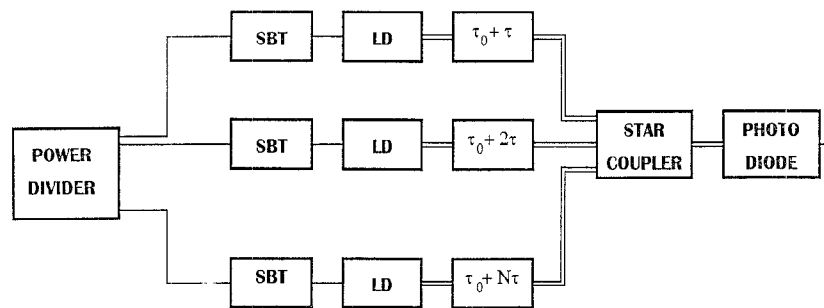 SBT LD τ₀ + τ
POWER
DIVIDER
SBT LD τ₀ + 2τ
STAR
COUPLER
PHOTO
DIODE
SBT LD τ₀ + Nτ